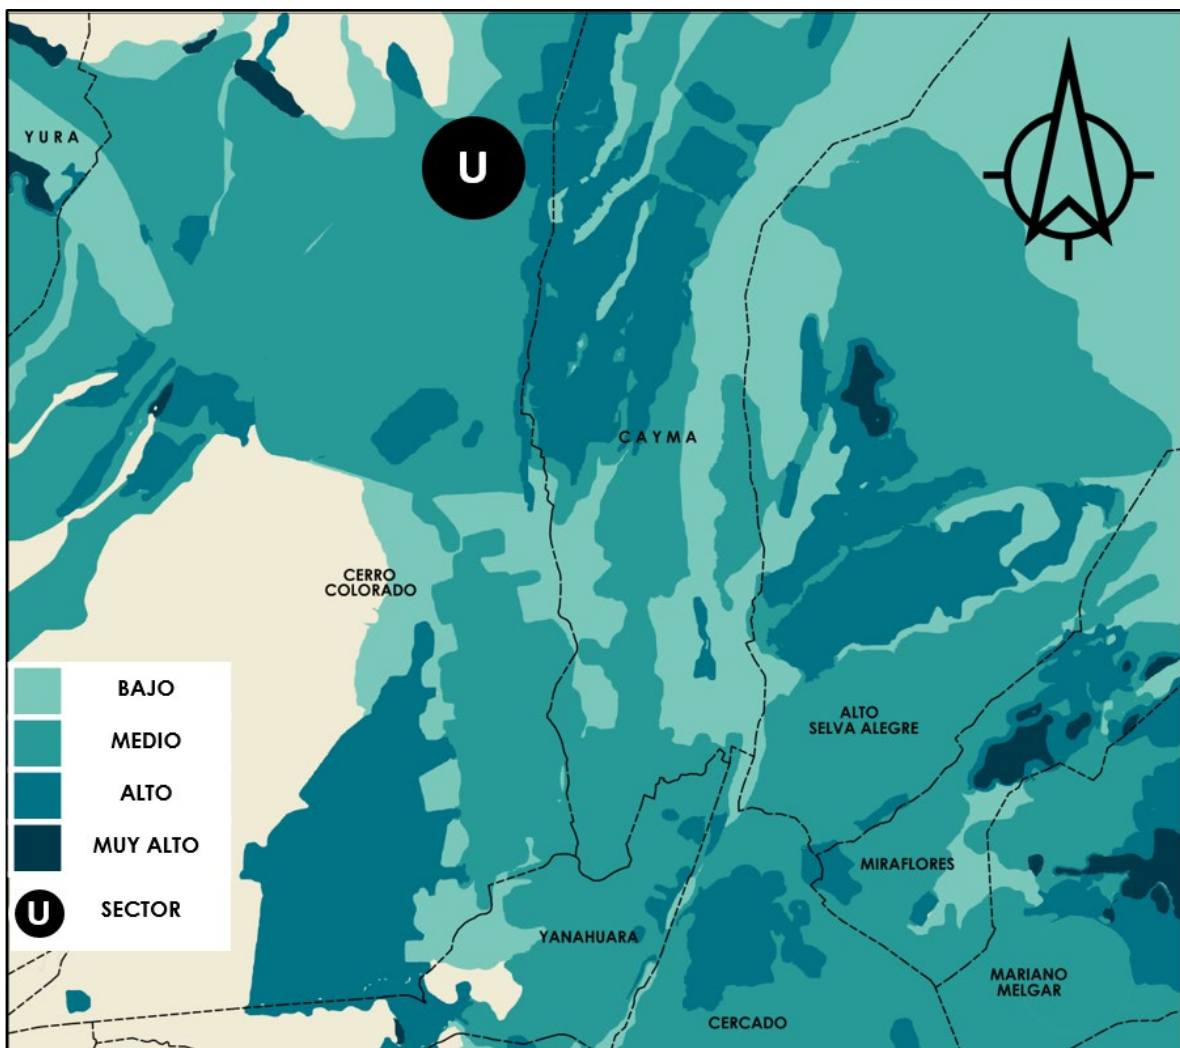 U
YURA
CAYMA
CERRO
COLORADO
BAJO
MEDIO
ALTO
MUY ALTO
U
SECTOR
ALTO
SELVA ALEGRE
MIRAFLORES
YANAHUARA
MARIANO
MELGAR
CERCADO